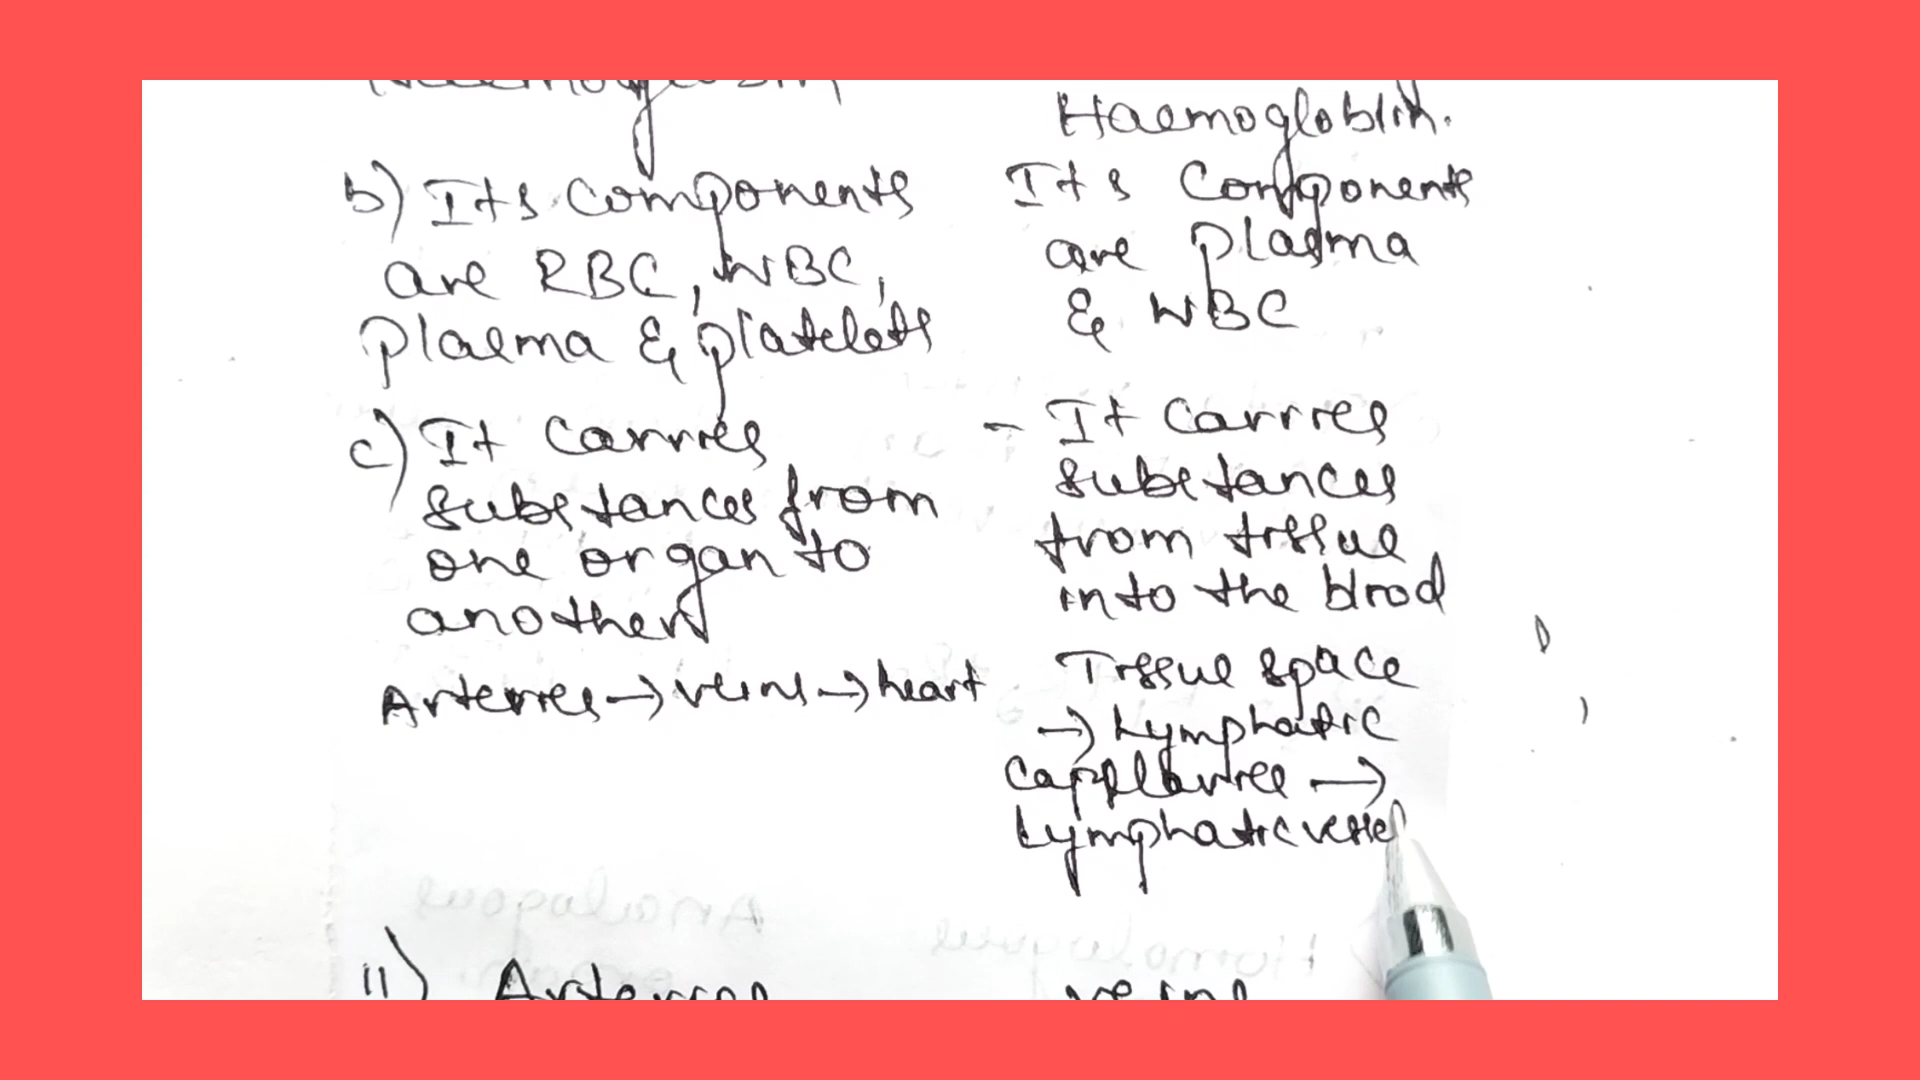 Haemoglobin
Haemoglobin.
b) Its components
are RBC, WBC,
plasma & platelets
Its Components
are plasma
& WBC
c) It carries
substances from
one organ to
another
Arteries → veins → heart
- It carries
substances
from tissue
into the blood
Tissue space
→ Lymphatic
capillaries →
Lymphatic vessel
ii) Arteries
veins